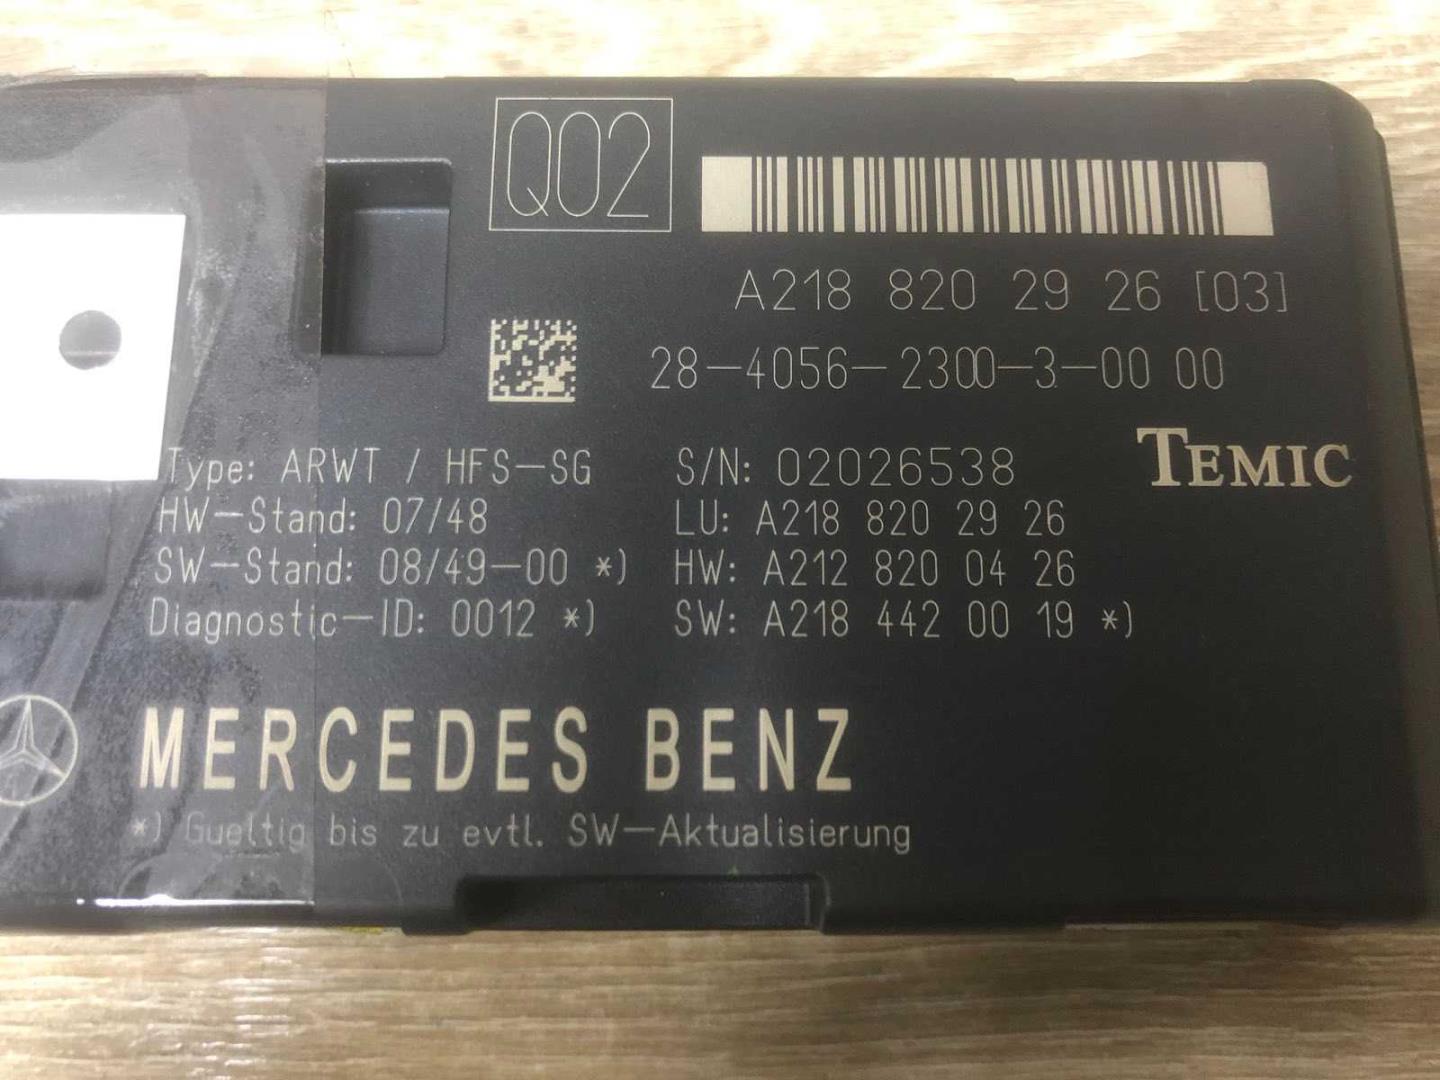 Q02
A218 820 29 26 [03]
28-4056-2300-3-00 00
TEMIC
Type: ARWT / HFS-SG S/N: 02026538
HW-Stand: 07/48 LU: A218 820 29 26
SW-Stand: 08/49-00 *) HW: A212 820 04 26
Diagnostic-ID: 0012 *) SW: A218 442 00 19 *)
MERCEDES BENZ
*) Gueltig bis zu evtl. SW-Aktualisierung